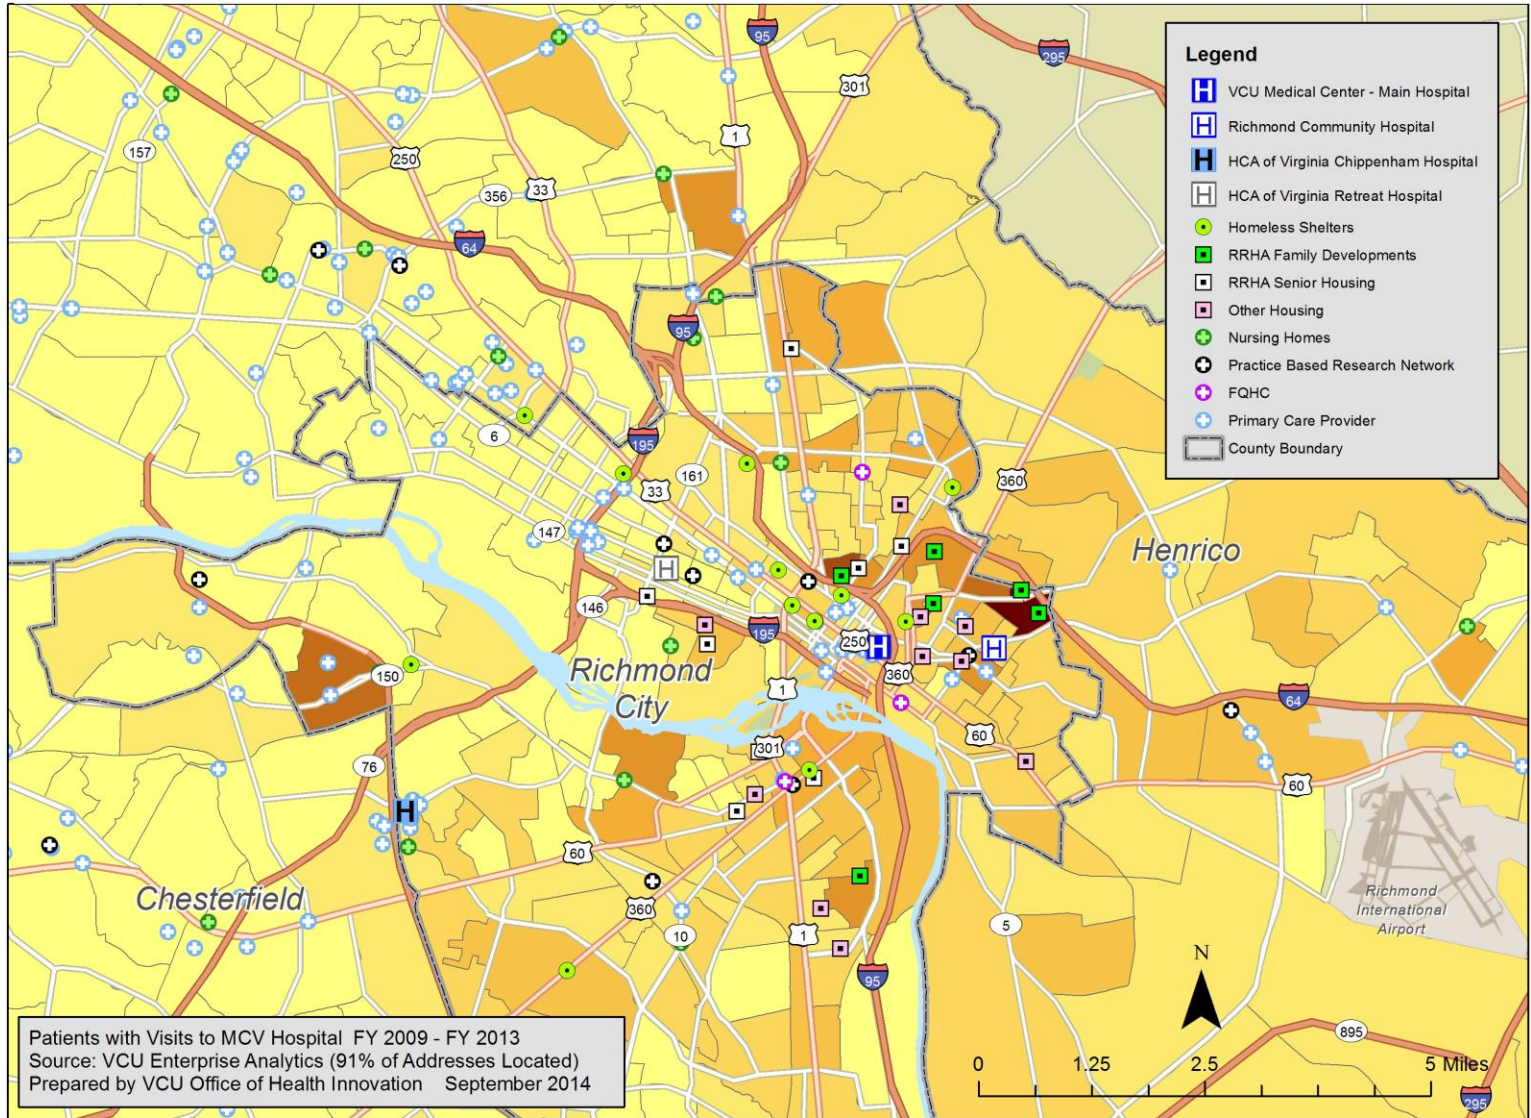 95
295
301
1
157
250
33
356
64
95
6
195
161
33
360
147
Henrico
146
195
250
Richmond
City
360
150
1
64
60
301
76
60
60
Chesterfield
360
10
1
5
Richmond
International
Airport
95
895
295
Legend
VCU Medical Center - Main Hospital
Richmond Community Hospital
HCA of Virginia Chippenham Hospital
HCA of Virginia Retreat Hospital
Homeless Shelters
RRHA Family Developments
RRHA Senior Housing
Other Housing
Nursing Homes
Practice Based Research Network
FQHC
Primary Care Provider
County Boundary
H
H
H
H
H
H
H
H
N
0 1.25 2.5 5 Miles
Patients with Visits to MCV Hospital FY 2009 - FY 2013
Source: VCU Enterprise Analytics (91% of Addresses Located)
Prepared by VCU Office of Health Innovation September 2014